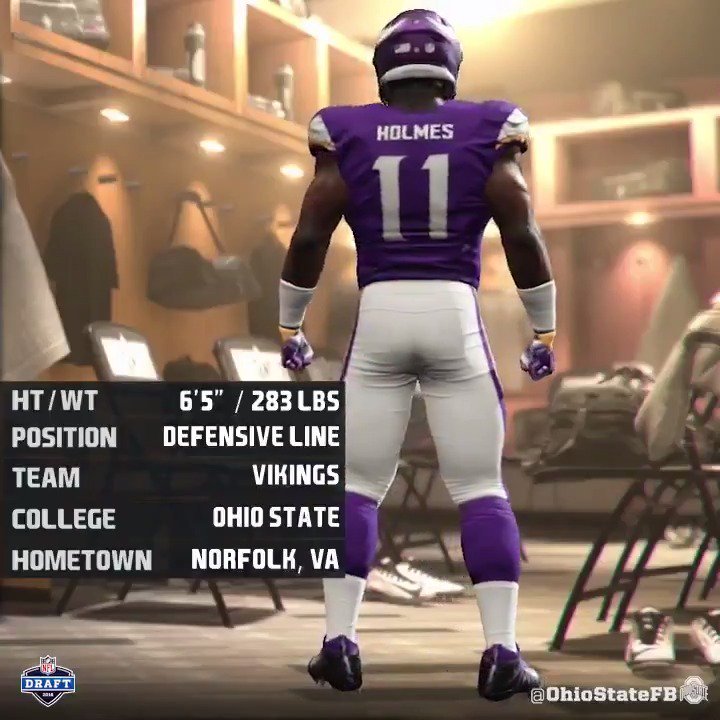 HOLMES
11
HT/WT 6'5" / 283 LBS
POSITION DEFENSIVE LINE
TEAM VIKINGS
COLLEGE OHIO STATE
HOMETOWN NORFOLK, VA
NFL
DRAFT
2018
@OhioStateFB